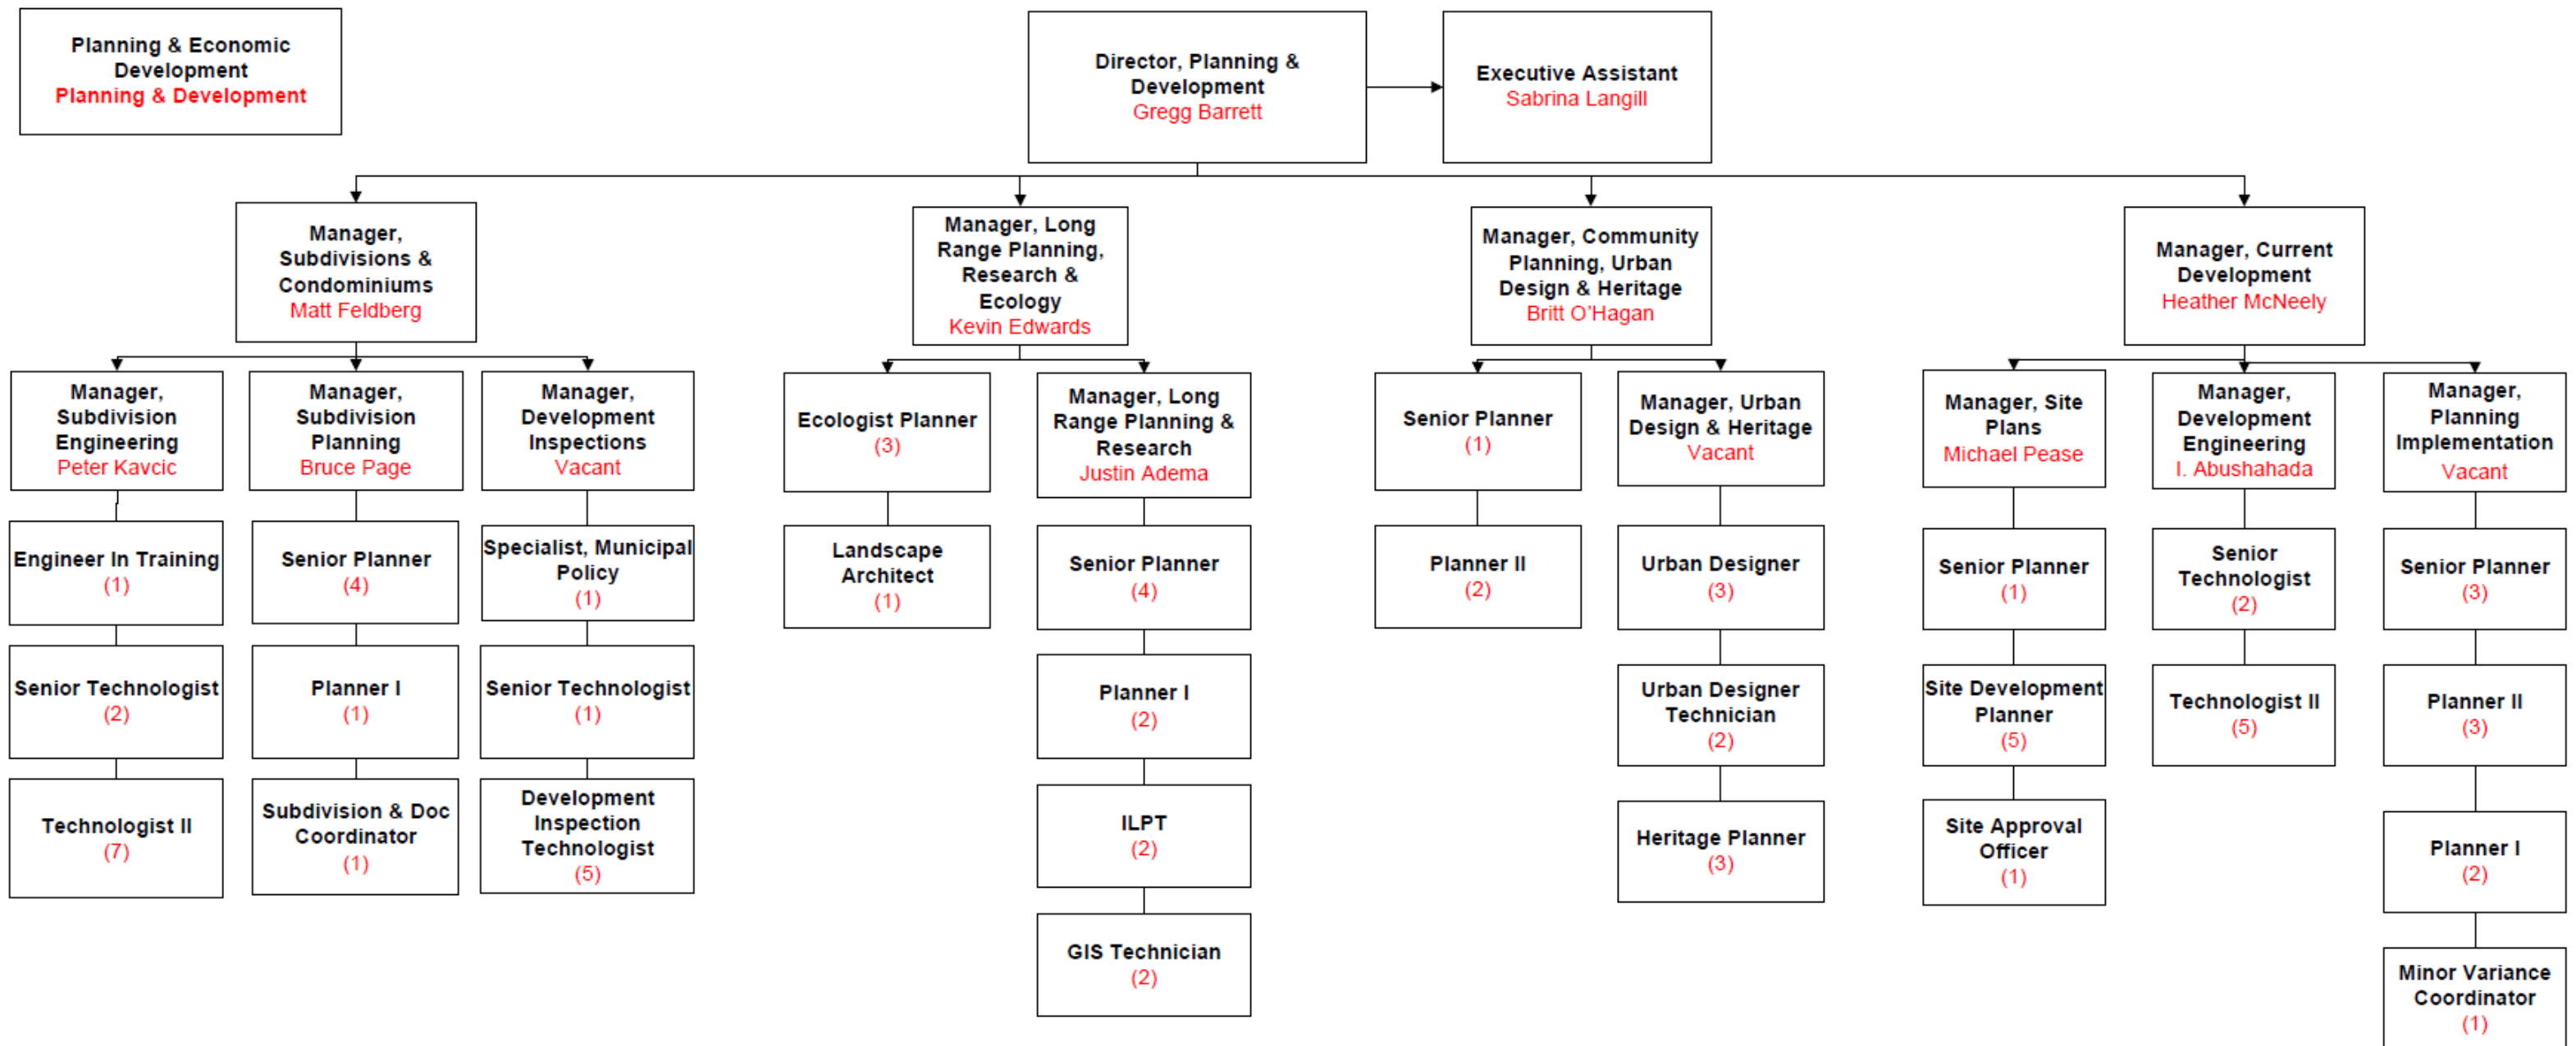 Planning & Economic
Development
Planning & Development
Director, Planning &
Development
Gregg Barrett
Executive Assistant
Sabrina Langill
Manager,
Subdivisions &
Condominiums
Matt Feldberg
Manager, Long
Range Planning,
Research &
Ecology
Kevin Edwards
Manager, Community
Planning, Urban
Design & Heritage
Britt O’Hagan
Manager, Current
Development
Heather McNeely
Manager,
Subdivision
Engineering
Peter Kavcic
Manager,
Subdivision
Planning
Bruce Page
Manager,
Development
Inspections
Vacant
Ecologist Planner
(3)
Manager, Long
Range Planning &
Research
Justin Adema
Senior Planner
(1)
Manager, Urban
Design & Heritage
Vacant
Manager, Site
Plans
Michael Pease
Manager,
Development
Engineering
I. Abushahada
Manager,
Planning
Implementation
Vacant
Engineer In Training
(1)
Senior Planner
(4)
Specialist, Municipal
Policy
(1)
Landscape
Architect
(1)
Senior Planner
(4)
Planner II
(2)
Urban Designer
(3)
Senior Planner
(1)
Senior
Technologist
(2)
Senior Planner
(3)
Senior Technologist
(2)
Planner I
(1)
Senior Technologist
(1)
Planner I
(2)
Urban Designer
Technician
(2)
Site Development
Planner
(5)
Technologist II
(5)
Planner II
(3)
Technologist II
(7)
Subdivision & Doc
Coordinator
(1)
Development
Inspection
Technologist
(5)
ILPT
(2)
Heritage Planner
(3)
Site Approval
Officer
(1)
Planner I
(2)
GIS Technician
(2)
Minor Variance
Coordinator
(1)